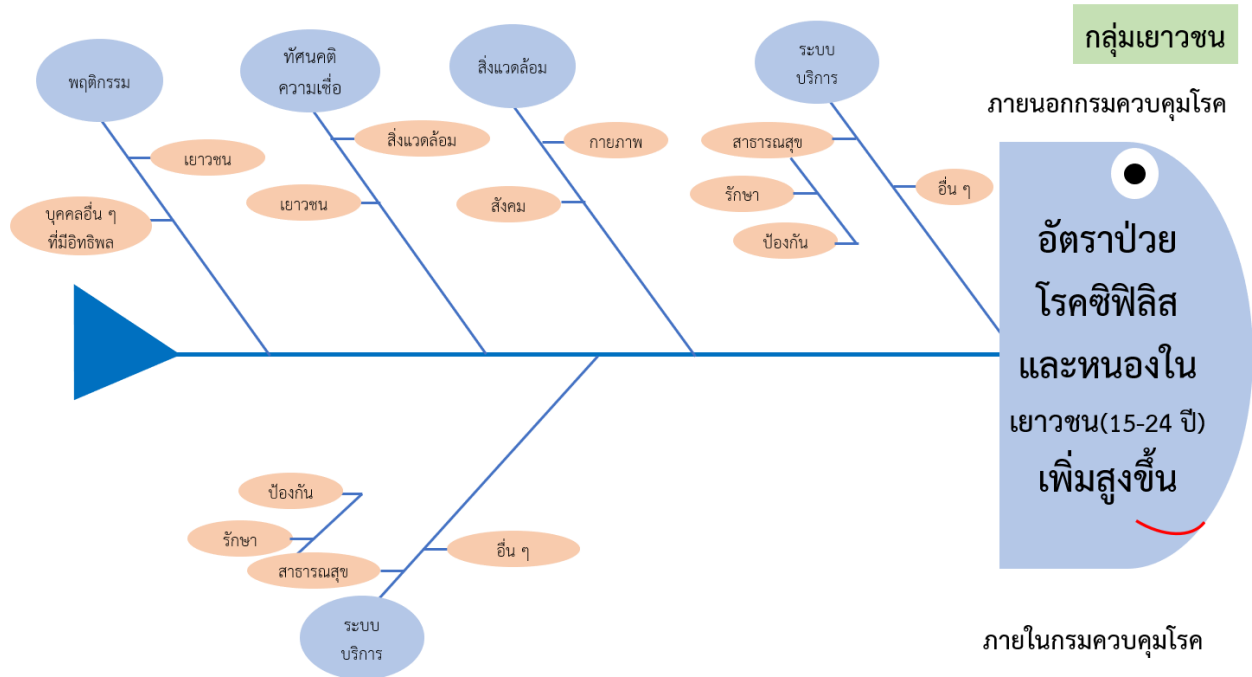 กลุ่มเยาวชน
ภายนอกกรมควบคุมโรค
พฤติกรรม
เยาวชน
บุคคลอื่น ๆ
ที่มีอิทธิพล
ทัศนคติ
ความเชื่อ
สิ่งแวดล้อม
เยาวชน
สิ่งแวดล้อม
กายภาพ
สังคม
ระบบ
บริการ
สาธารณสุข
รักษา
ป้องกัน
อื่น ๆ
อัตราป่วย
โรคซิฟิลิส
และหนองใน
เยาวชน(15-24 ปี)
เพิ่มสูงขึ้น
ป้องกัน
รักษา
สาธารณสุข
อื่น ๆ
ระบบ
บริการ
ภายในกรมควบคุมโรค